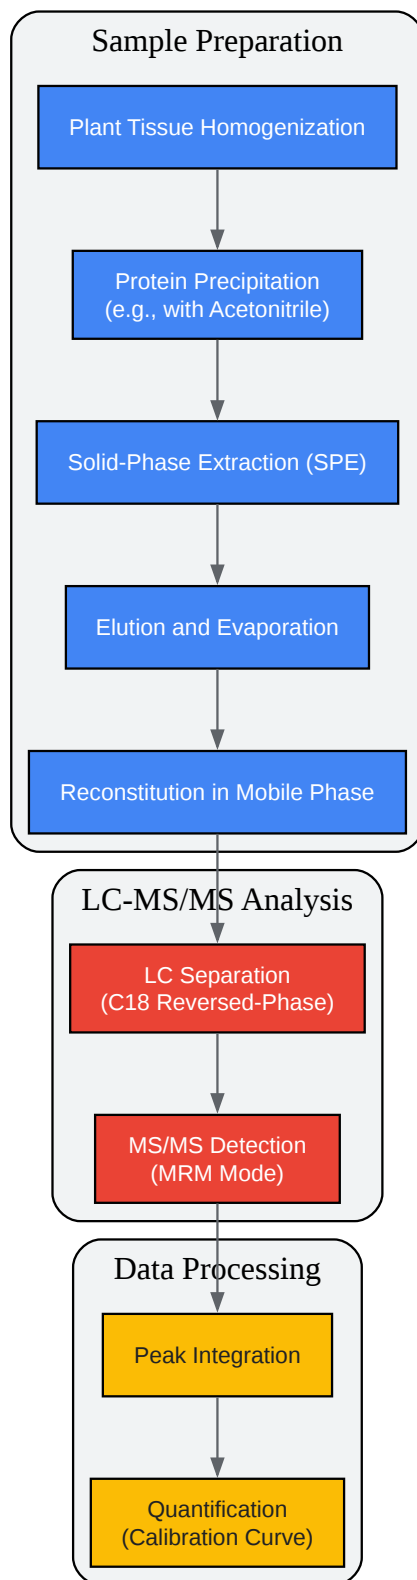 Sample Preparation
Plant Tissue Homogenization
Protein Precipitation
(e.g., with Acetonitrile)
Solid-Phase Extraction (SPE)
Elution and Evaporation
Reconstitution in Mobile Phase
LC-MS/MS Analysis
LC Separation
(C18 Reversed-Phase)
MS/MS Detection
(MRM Mode)
Data Processing
Peak Integration
Quantification
(Calibration Curve)